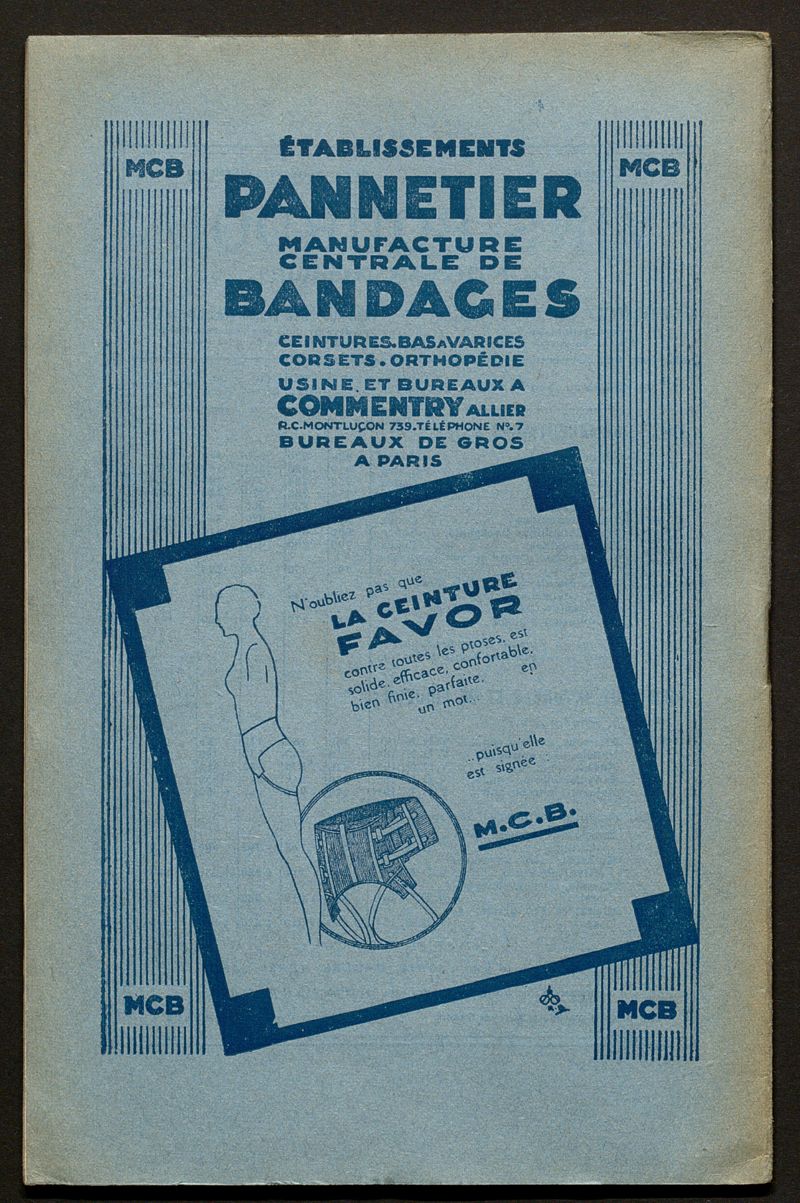 MCB
MCB
ÉTABLISSEMENTS
PANNETIER
MANUFACTURE
CENTRALE DE
BANDAGES
CEINTURES.BAS A VARICES
CORSETS.ORTHOPÉDIE
USINE.ET BUREAUX A
COMMENTRY ALLIER
R.C.MONTLUÇON 739.TÉLÉPHONE Nº.7
BUREAUX DE GROS
A PARIS
N'oubliez pas que
LA CEINTURE
FAVOR
contre toutes les ptoses, est
solide, efficace, confortable,
bien finie, parfaite, en
un mot...
...puisqu'elle
est signée :
M.C.B.
MCB
MCB